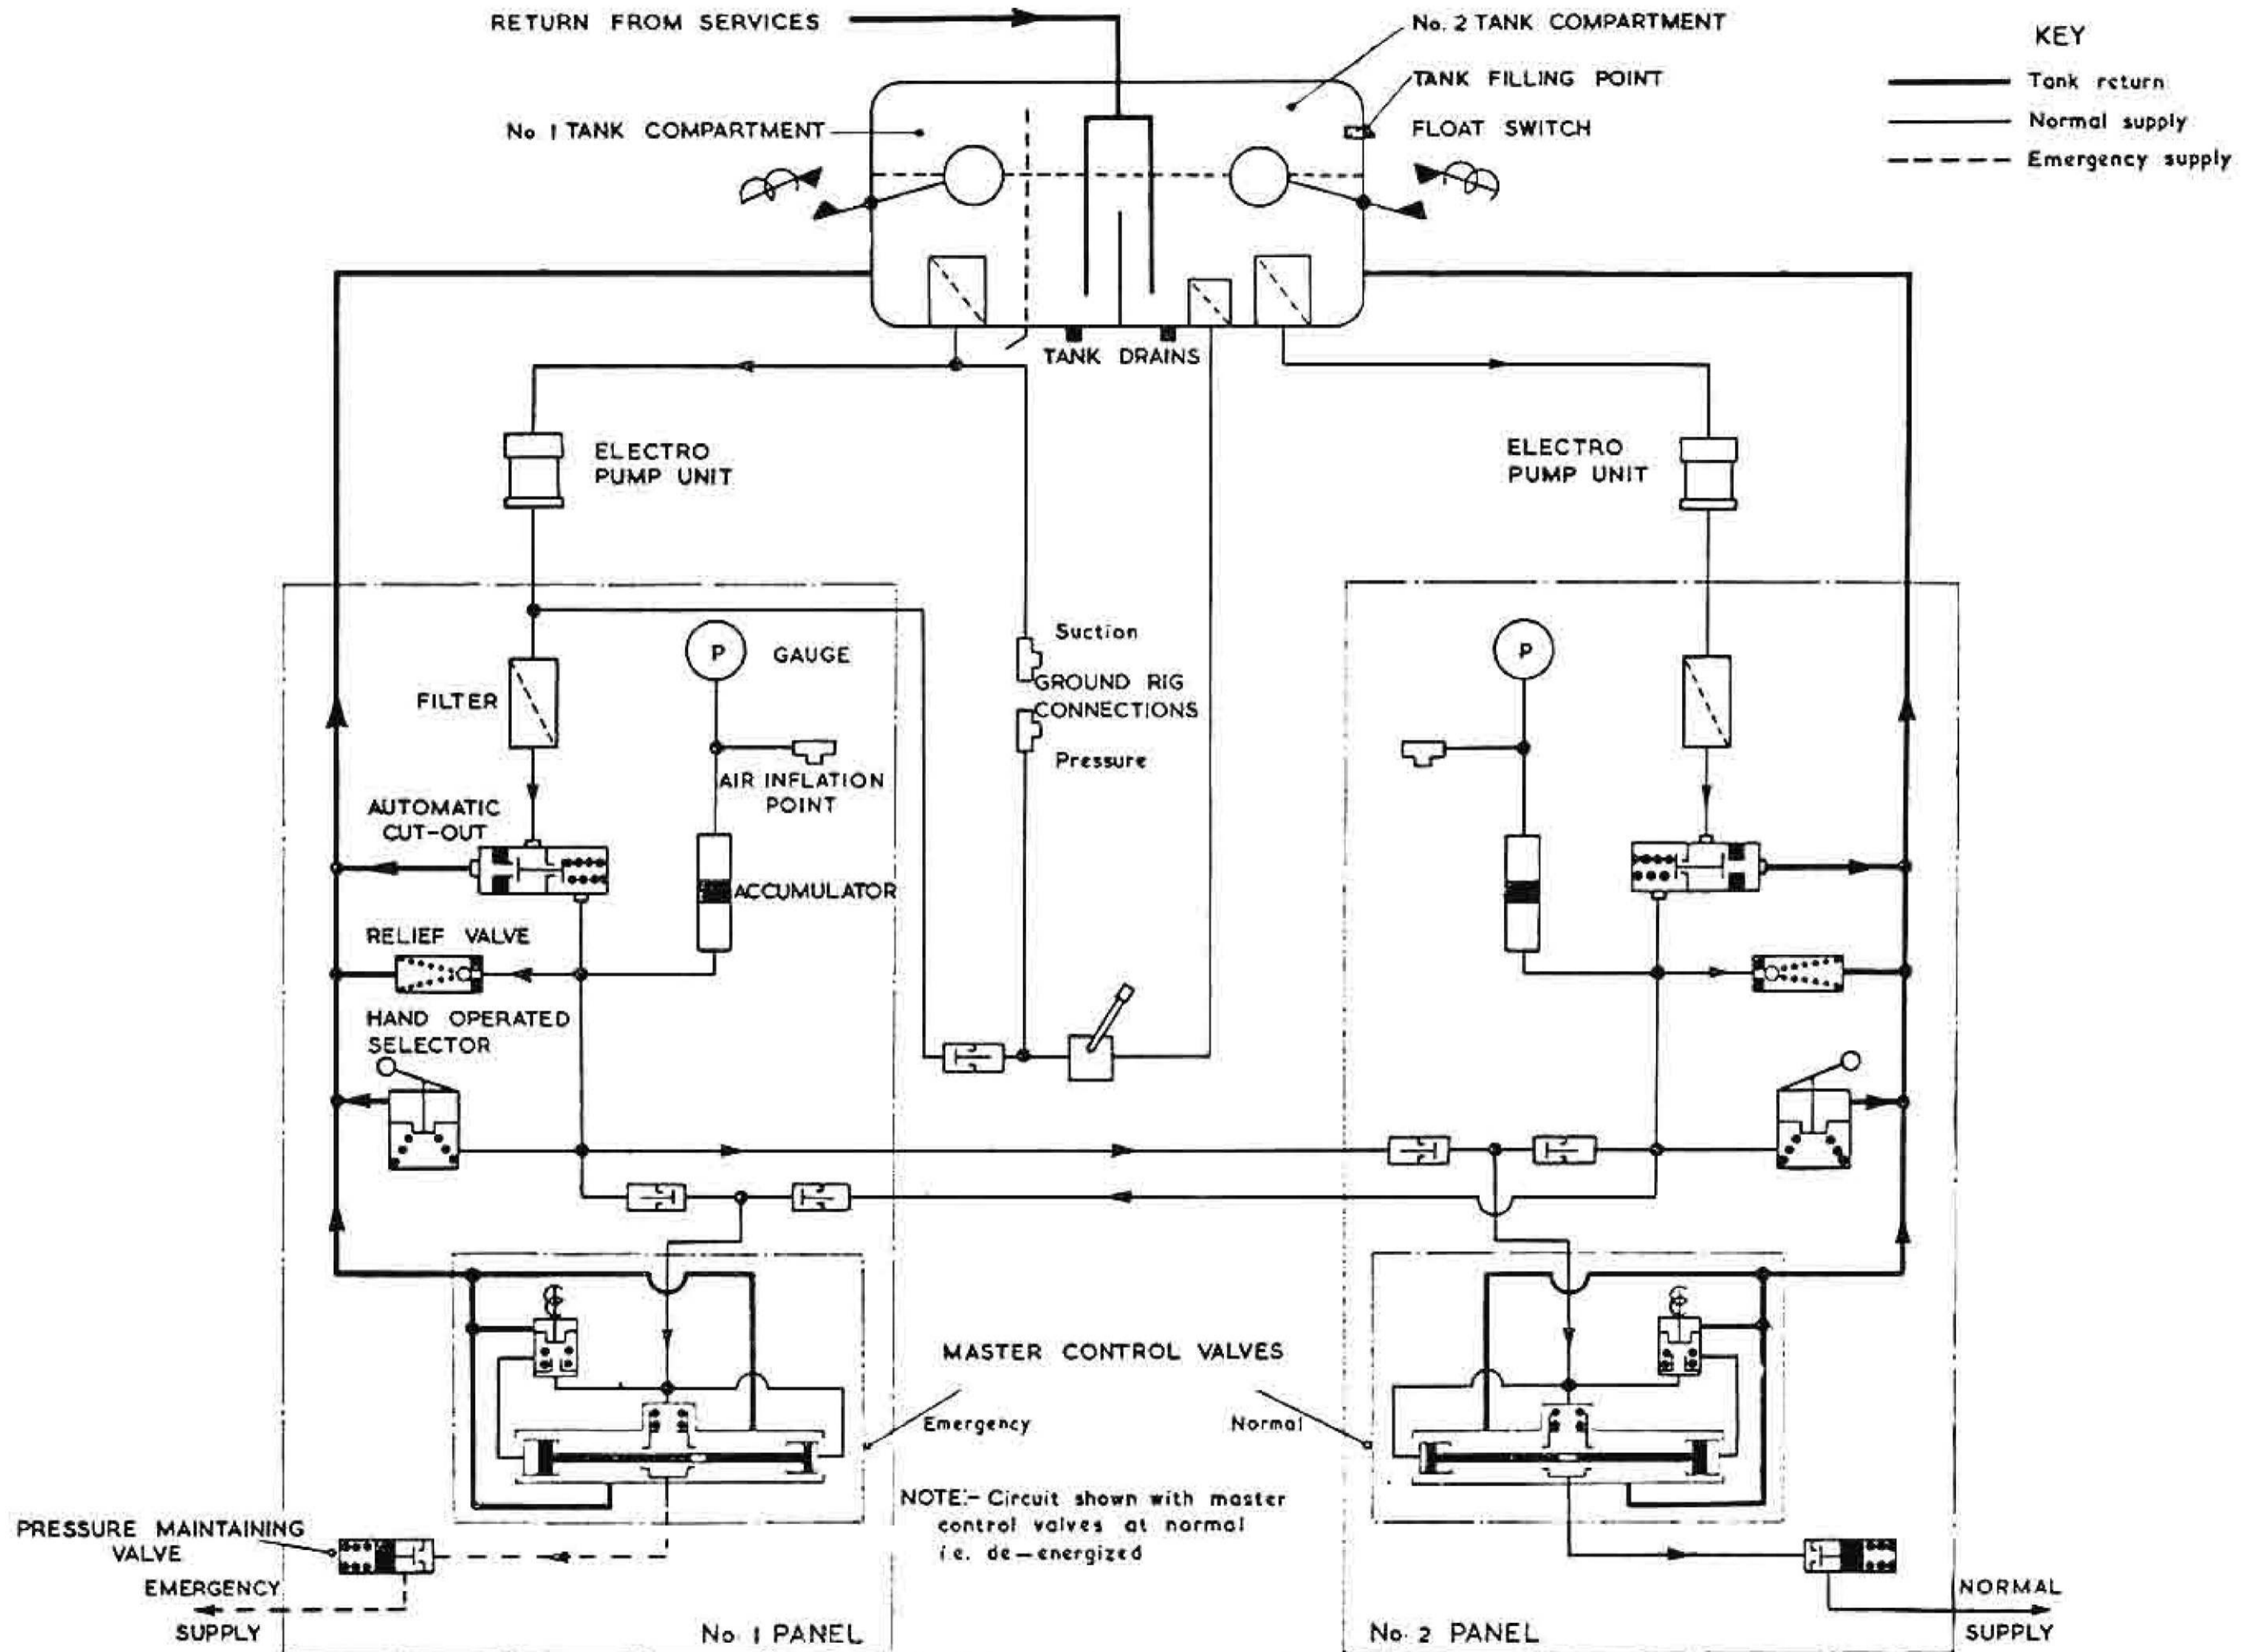 RETURN FROM SERVICES
No. 2 TANK COMPARTMENT
KEY
TANK FILLING POINT
Tank return
No 1 TANK COMPARTMENT
FLOAT SWITCH
Normal supply
Emergency supply
TANK DRAINS
ELECTRO
PUMP UNIT
ELECTRO
PUMP UNIT
Suction
P
GAUGE
P
GROUND RIG
CONNECTIONS
FILTER
Pressure
AIR INFLATION
POINT
AUTOMATIC
CUT-OUT
ACCUMULATOR
RELIEF VALVE
HAND OPERATED
SELECTOR
MASTER CONTROL VALVES
Emergency
Normal
NOTE:- Circuit shown with master
control valves at normal
i.e. de-energized
PRESSURE MAINTAINING
VALVE
EMERGENCY
SUPPLY
NORMAL
SUPPLY
No. 1 PANEL
No. 2 PANEL